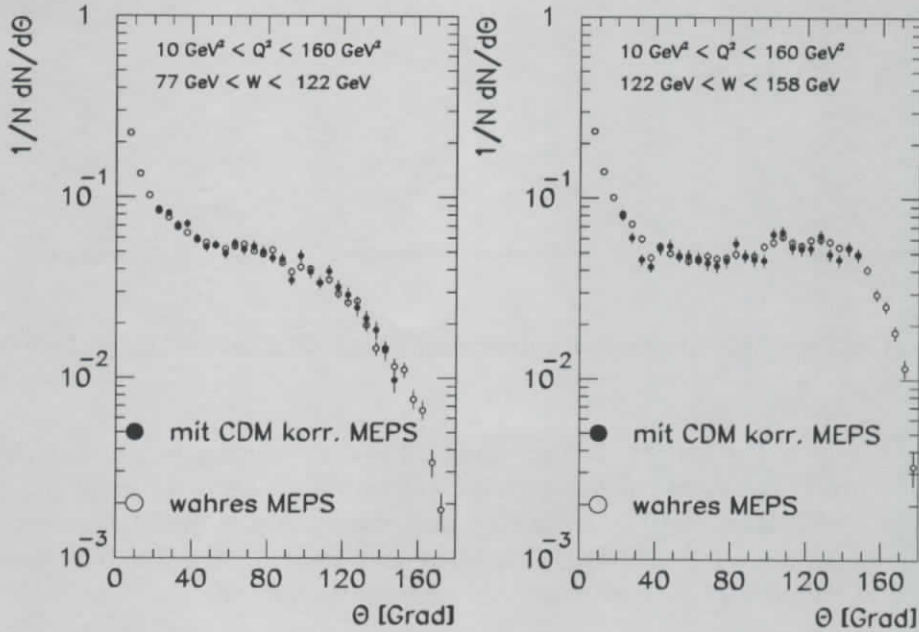 1/N dN/dΘ
1
10 GeV² < Q² < 160 GeV²
77 GeV < W < 122 GeV
10⁻¹
10⁻²
● mit CDM korr. MEPS
○ wahres MEPS
10⁻³
0 40 80 120 160
Θ [Grad]
1/N dN/dΘ
1
10 GeV² < Q² < 160 GeV²
122 GeV < W < 158 GeV
10⁻¹
10⁻²
● mit CDM korr. MEPS
○ wahres MEPS
10⁻³
0 40 80 120 160
Θ [Grad]